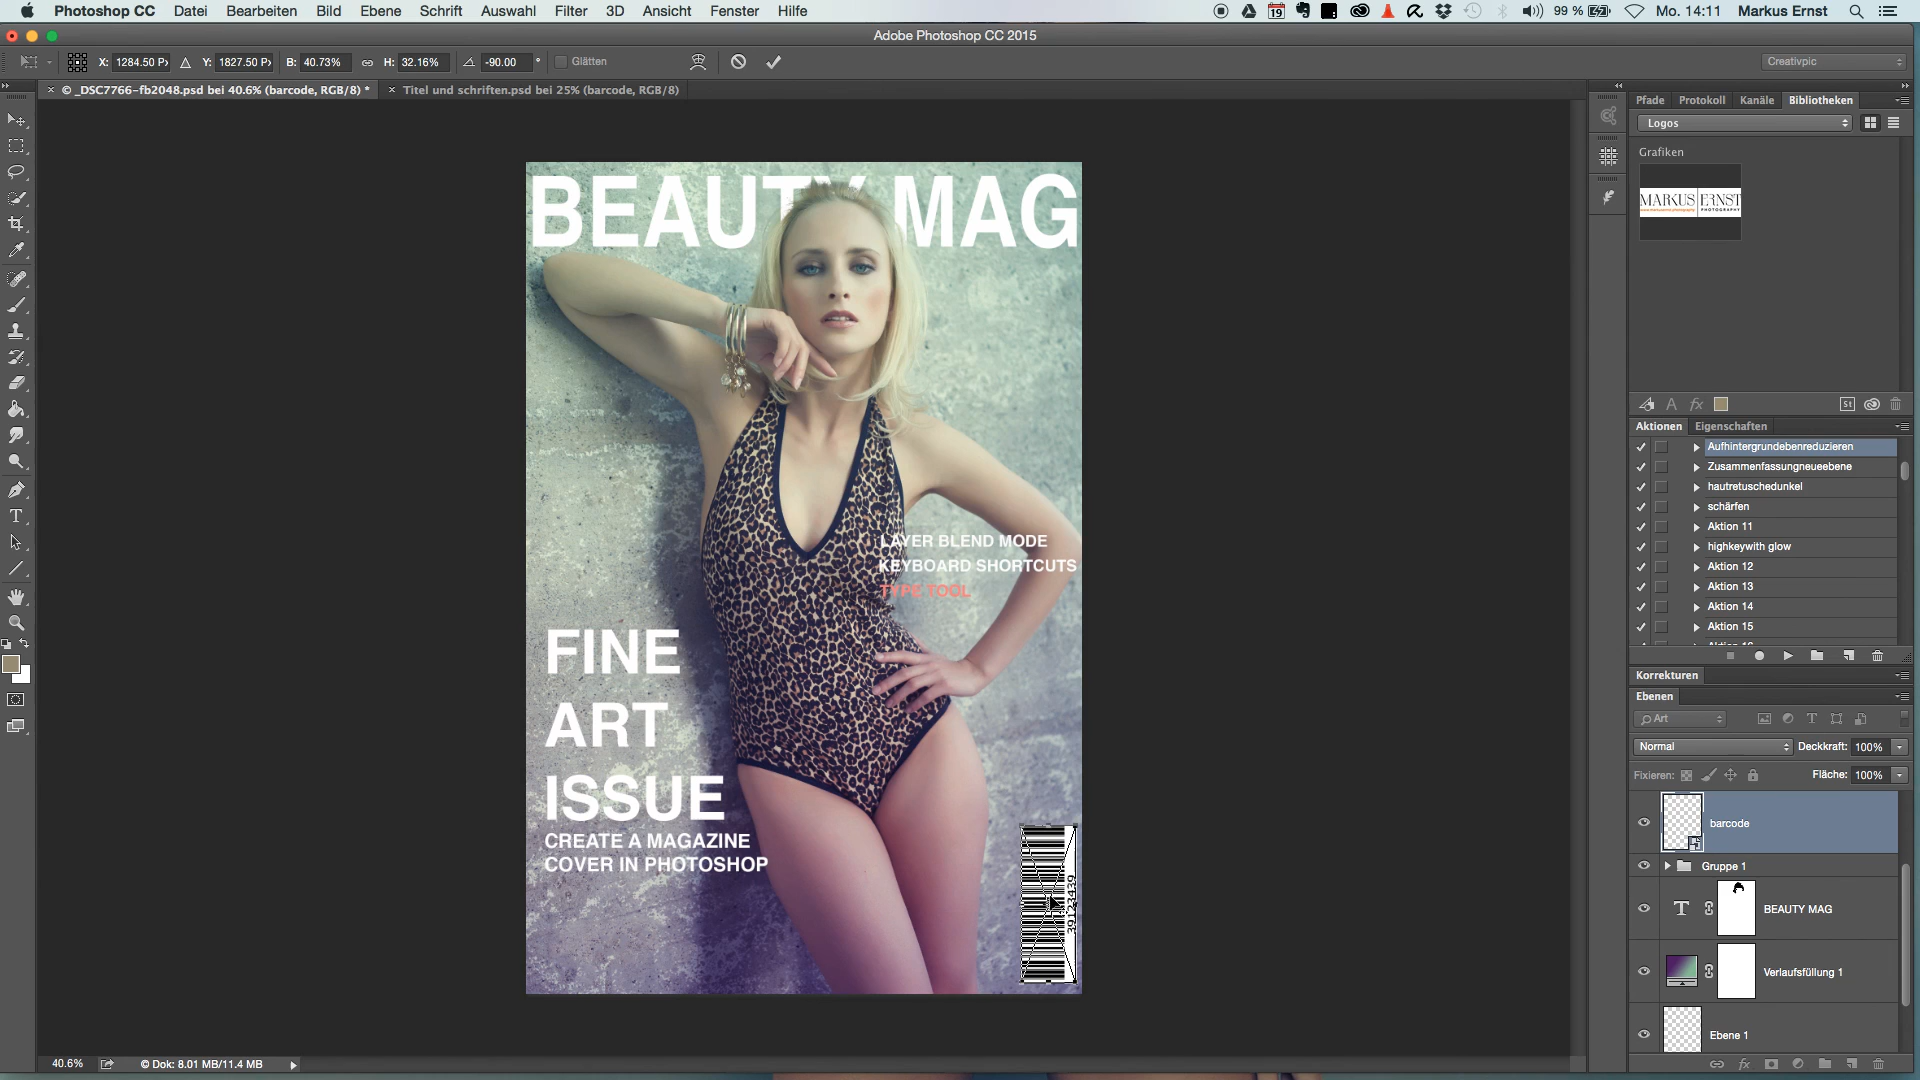 Photoshop CC Datei Bearbeiten Bild Ebene Schrift Auswahl Filter 3D Ansicht Fenster Hilfe 19 99 % Mo. 14:11 Markus Ernst
Adobe Photoshop CC 2015
X: 1284.50 Px Y: 1827.50 Px B: 40.73% H: 32.16% -90.00 ° Glätten Creativpic
© _DSC7766-fb2048.psd bei 40.6% (barcode, RGB/8) * Titel und schriften.psd bei 25% (barcode, RGB/8)
Pfade Protokoll Kanäle Bibliotheken
Logos
Grafiken
MARKUS ERNST
PHOTOGRAPHY
BEAUTY MAG
LAYER BLEND MODE
KEYBOARD SHORTCUTS
TYPE TOOL
FINE
ART
ISSUE
CREATE A MAGAZINE
COVER IN PHOTOSHOP
39123439
St
Aktionen Eigenschaften
Aufhintergrundebenreduzieren
Zusammenfassungneueebene
hautretuschedunkel
schärfen
Aktion 11
highkeywith glow
Aktion 12
Aktion 13
Aktion 14
Aktion 15
Korrekturen
Ebenen
Art
Normal Deckkraft: 100%
Fixieren: Fläche: 100%
barcode
Gruppe 1
BEAUTY MAG
Verlaufsfüllung 1
Ebene 1
40.6% © Dok: 8.01 MB/11.4 MB